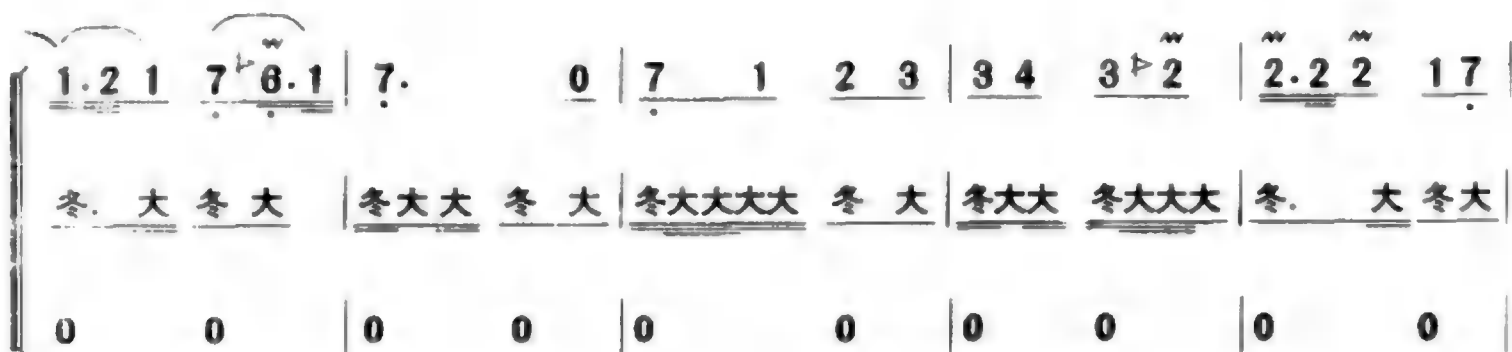 1.2 1 7 6.1 | 7. 0 | 7 1 2 3 | 3 4 3 2 | 2.2 2 1 7
冬. 大 冬 大 | 冬大大 冬 大 | 冬大大大大 冬 大 | 冬大大 冬大大大 | 冬. 大 冬大
0 0 | 0 0 | 0 0 | 0 0 | 0 0